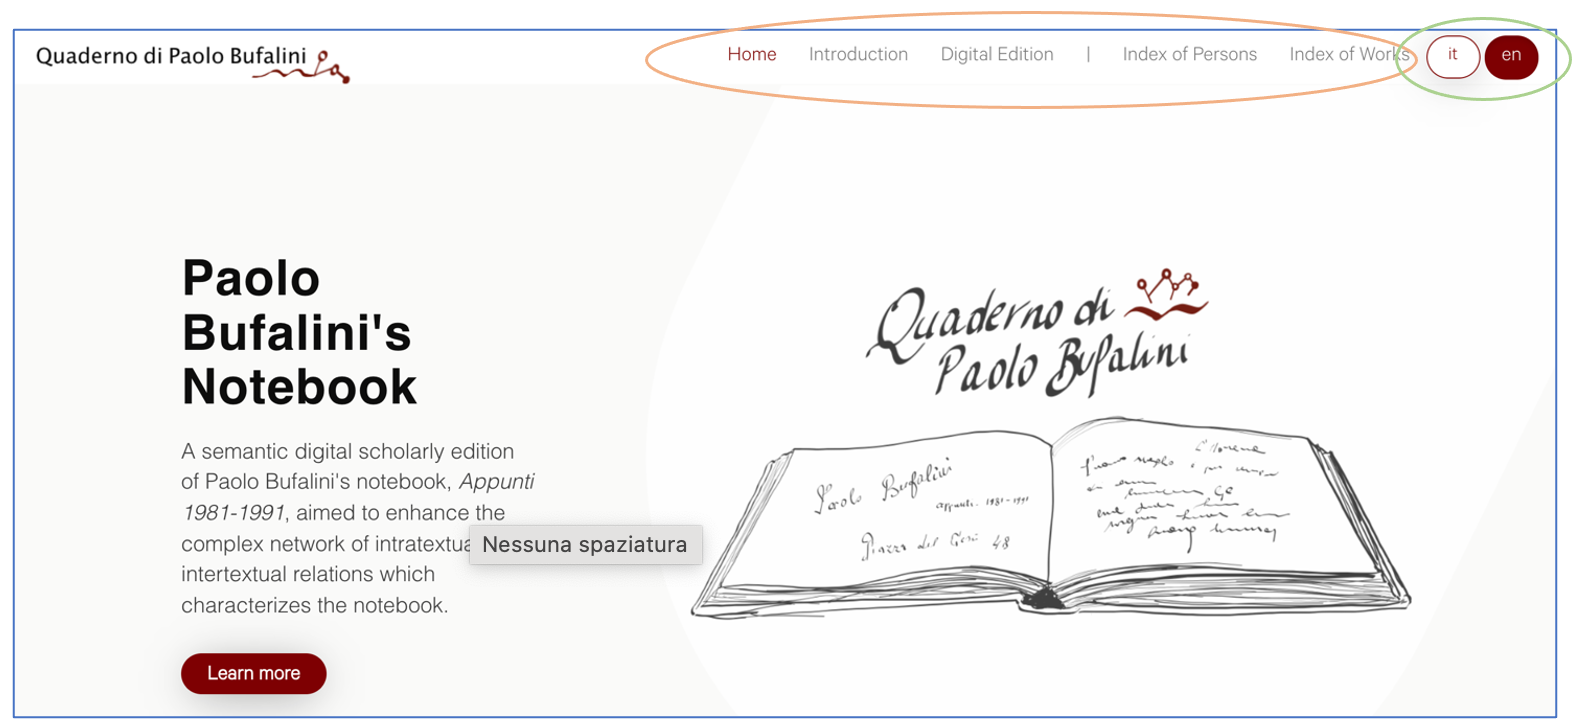 Quaderno di Paolo Bufalini
Home Introduction Digital Edition | Index of Persons Index of Works it en
Paolo
Bufalini's
Notebook
A semantic digital scholarly edition
of Paolo Bufalini's notebook, Appunti
1981-1991, aimed to enhance the
complex network of intratextua
Nessuna spaziatura
intertextual relations which
characterizes the notebook.
Learn more
Quaderno di
Paolo Bufalini
Paolo Bufalini
appunti. 1981-1991
Piazza del Gesù 48